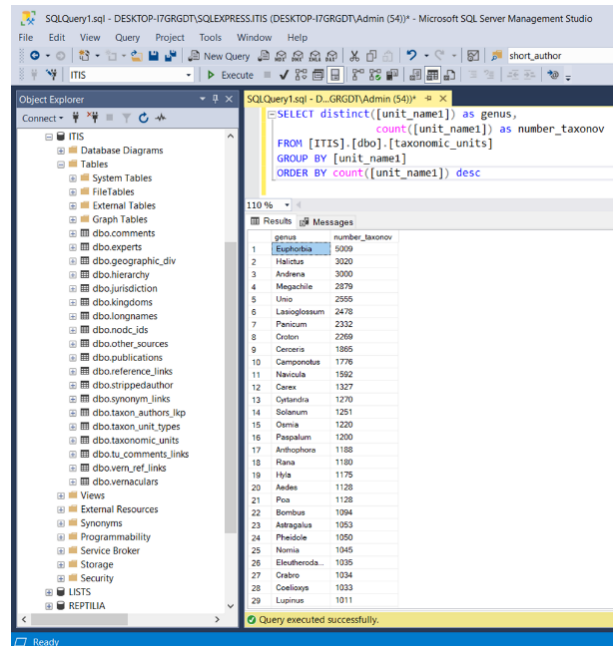 SQLQuery1.sql - DESKTOP-I7GRGDT\SQLEXPRESS.ITIS (DESKTOP-I7GRGDT\Admin (54))* - Microsoft SQL Server Management Studio
File Edit View Query Project Tools Window Help
New Query short_author
ITIS Execute
Object Explorer
Connect
ITIS
Database Diagrams
Tables
System Tables
FileTables
External Tables
Graph Tables
dbo.comments
dbo.experts
dbo.geographic_div
dbo.hierarchy
dbo.jurisdiction
dbo.kingdoms
dbo.longnames
dbo.nodc_ids
dbo.other_sources
dbo.publications
dbo.reference_links
dbo.strippedauthor
dbo.synonym_links
dbo.taxon_authors_lkp
dbo.taxon_unit_types
dbo.taxonomic_units
dbo.tu_comments_links
dbo.vern_ref_links
dbo.vernaculars
Views
External Resources
Synonyms
Programmability
Service Broker
Storage
Security
LISTS
REPTILIA
SQLQuery1.sql - D...GRGDT\Admin (54))*
SELECT distinct([unit_name1]) as genus,
count([unit_name1]) as number_taxonov
FROM [ITIS].[dbo].[taxonomic_units]
GROUP BY [unit_name1]
ORDER BY count([unit_name1]) desc
110 %
Results Messages
genus number_taxonov
1 Euphorbia 5009
2 Halictus 3020
3 Andrena 3000
4 Megachile 2879
5 Unio 2555
6 Lasioglossum 2478
7 Panicum 2332
8 Croton 2269
9 Cerceris 1865
10 Camponotus 1776
11 Navicula 1592
12 Carex 1327
13 Cyrtandra 1270
14 Solanum 1251
15 Osmia 1220
16 Paspalum 1200
17 Anthophora 1188
18 Rana 1180
19 Hyla 1175
20 Aedes 1128
21 Poa 1128
22 Bombus 1094
23 Astragalus 1053
24 Pheidole 1050
25 Nomia 1045
26 Eleutheroda... 1035
27 Crabro 1034
28 Coelioxys 1033
29 Lupinus 1011
Query executed successfully.
Ready